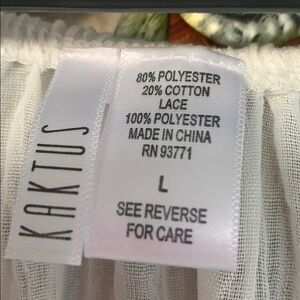 KAKTUS
80% POLYESTER
20% COTTON
LACE
100% POLYESTER
MADE IN CHINA
RN 93771
L
SEE REVERSE
FOR CARE